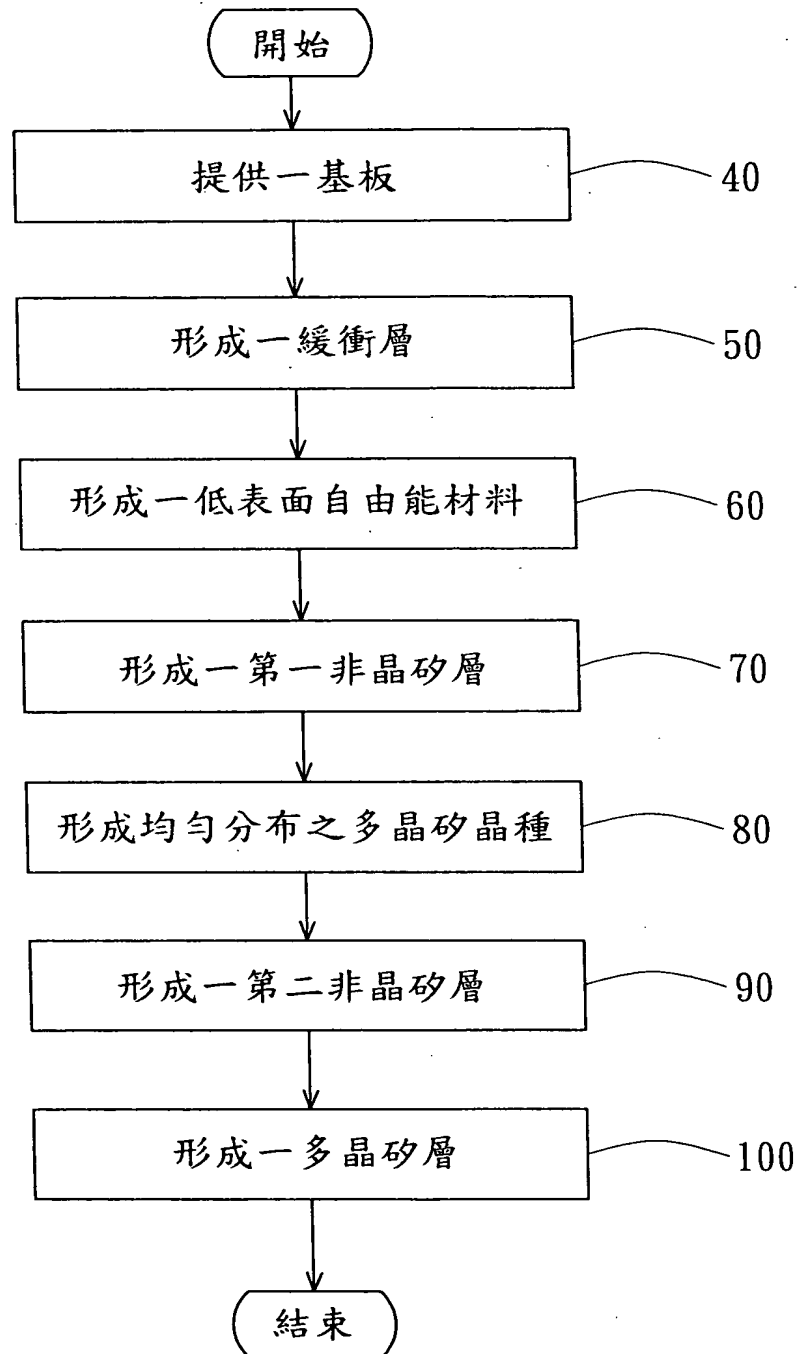 開始
提供一基板
40
形成一緩衝層
50
形成一低表面自由能材料
60
形成一第一非晶矽層
70
形成均勻分布之多晶矽晶種
80
形成一第二非晶矽層
90
形成一多晶矽層
100
結束